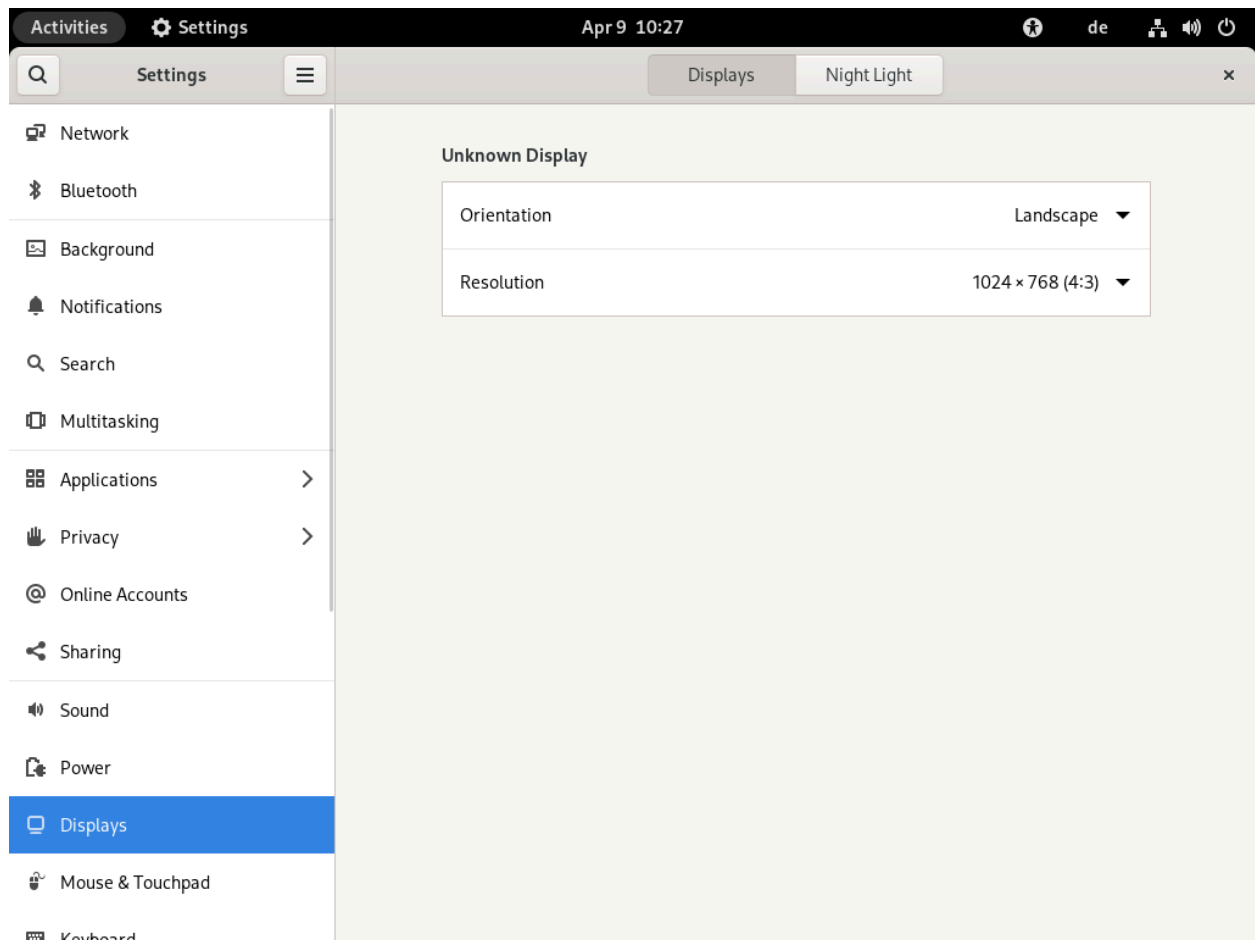 Activities Settings Apr 9 10:27 de
Settings Displays Night Light
Network
Bluetooth
Background
Notifications
Search
Multitasking
Applications
Privacy
Online Accounts
Sharing
Sound
Power
Displays
Mouse & Touchpad
Keyboard
Unknown Display
Orientation Landscape
Resolution 1024 × 768 (4:3)